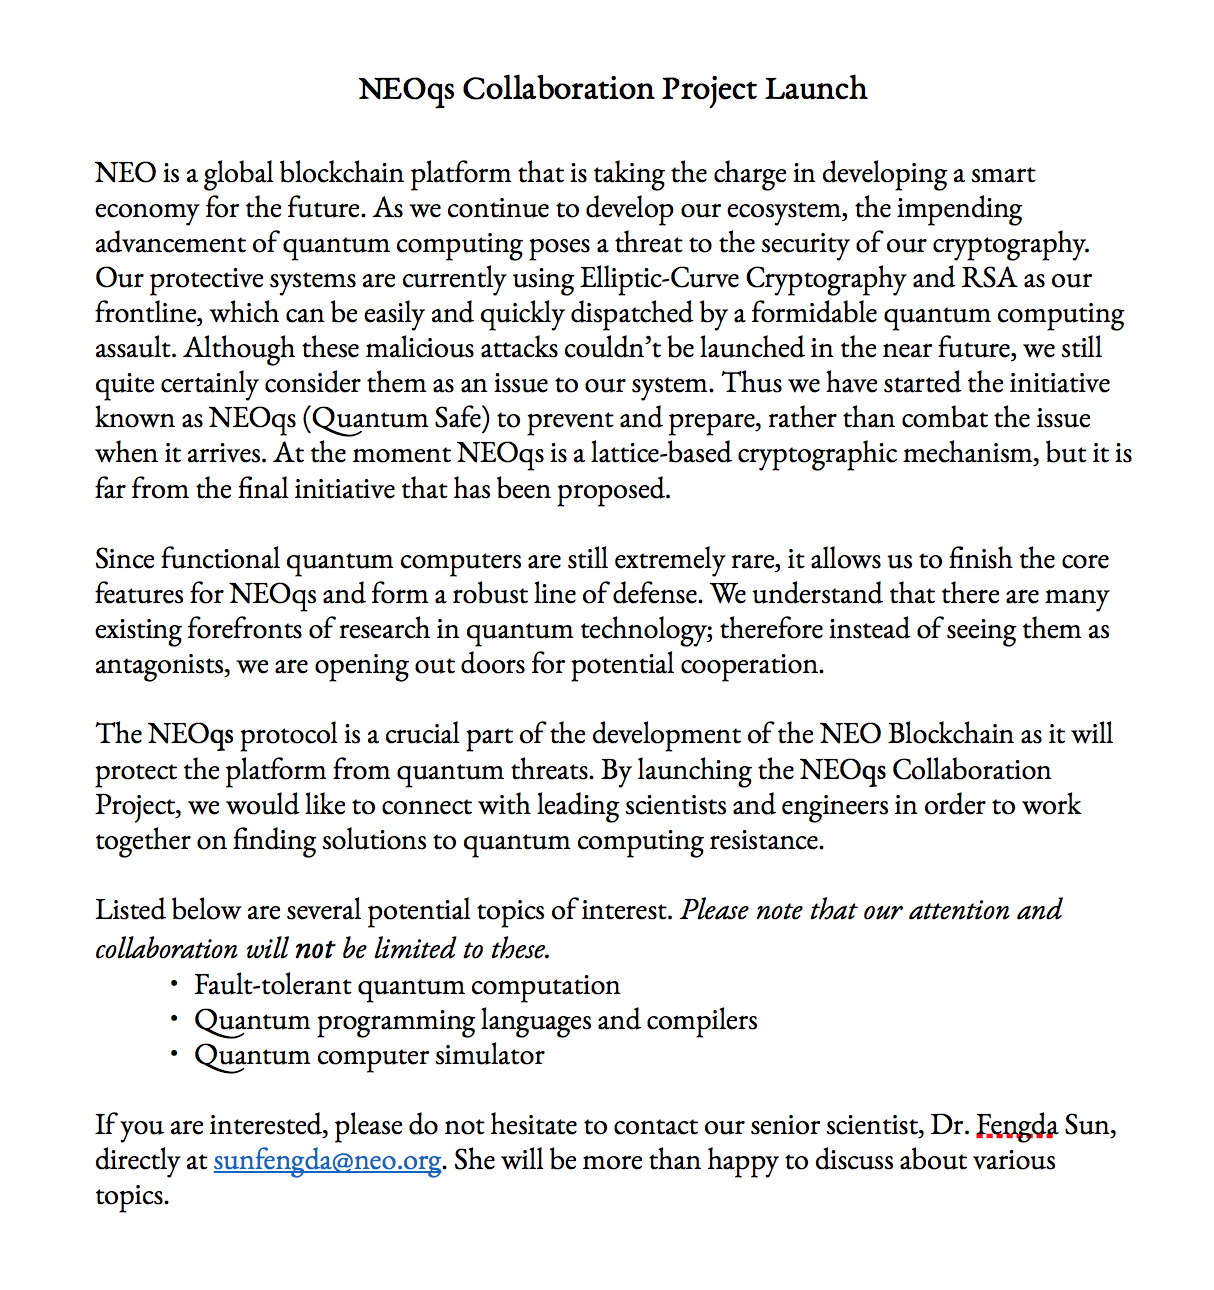 NEOqs Collaboration Project Launch
NEO is a global blockchain platform that is taking the charge in developing a smart
economy for the future. As we continue to develop our ecosystem, the impending
advancement of quantum computing poses a threat to the security of our cryptography.
Our protective systems are currently using Elliptic-Curve Cryptography and RSA as our
frontline, which can be easily and quickly dispatched by a formidable quantum computing
assault. Although these malicious attacks couldn’t be launched in the near future, we still
quite certainly consider them as an issue to our system. Thus we have started the initiative
known as NEOqs (Quantum Safe) to prevent and prepare, rather than combat the issue
when it arrives. At the moment NEOqs is a lattice-based cryptographic mechanism, but it is
far from the final initiative that has been proposed.
Since functional quantum computers are still extremely rare, it allows us to finish the core
features for NEOqs and form a robust line of defense. We understand that there are many
existing forefronts of research in quantum technology; therefore instead of seeing them as
antagonists, we are opening out doors for potential cooperation.
The NEOqs protocol is a crucial part of the development of the NEO Blockchain as it will
protect the platform from quantum threats. By launching the NEOqs Collaboration
Project, we would like to connect with leading scientists and engineers in order to work
together on finding solutions to quantum computing resistance.
Listed below are several potential topics of interest. Please note that our attention and
collaboration will not be limited to these.
• Fault-tolerant quantum computation
• Quantum programming languages and compilers
• Quantum computer simulator
If you are interested, please do not hesitate to contact our senior scientist, Dr. Fengda Sun,
directly at sunfengda@neo.org. She will be more than happy to discuss about various
topics.